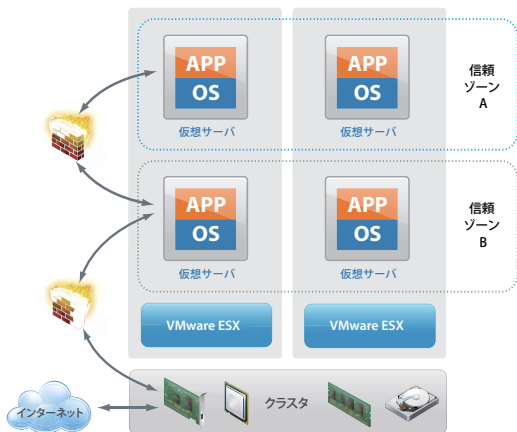 APP
OS
仮想サーバ
APP
OS
仮想サーバ
信頼
ゾーン
A
APP
OS
仮想サーバ
APP
OS
仮想サーバ
信頼
ゾーン
B
VMware ESX
VMware ESX
インターネット
クラスタ